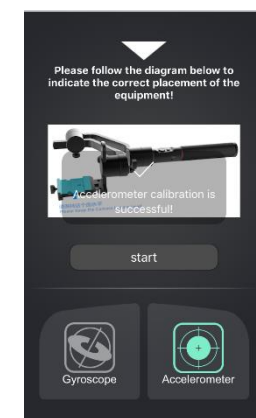 Please follow the diagram below to
indicate the correct placement of the
equipment!
Accelerometer calibration is
successful!
start
Gyroscope
Accelerometer